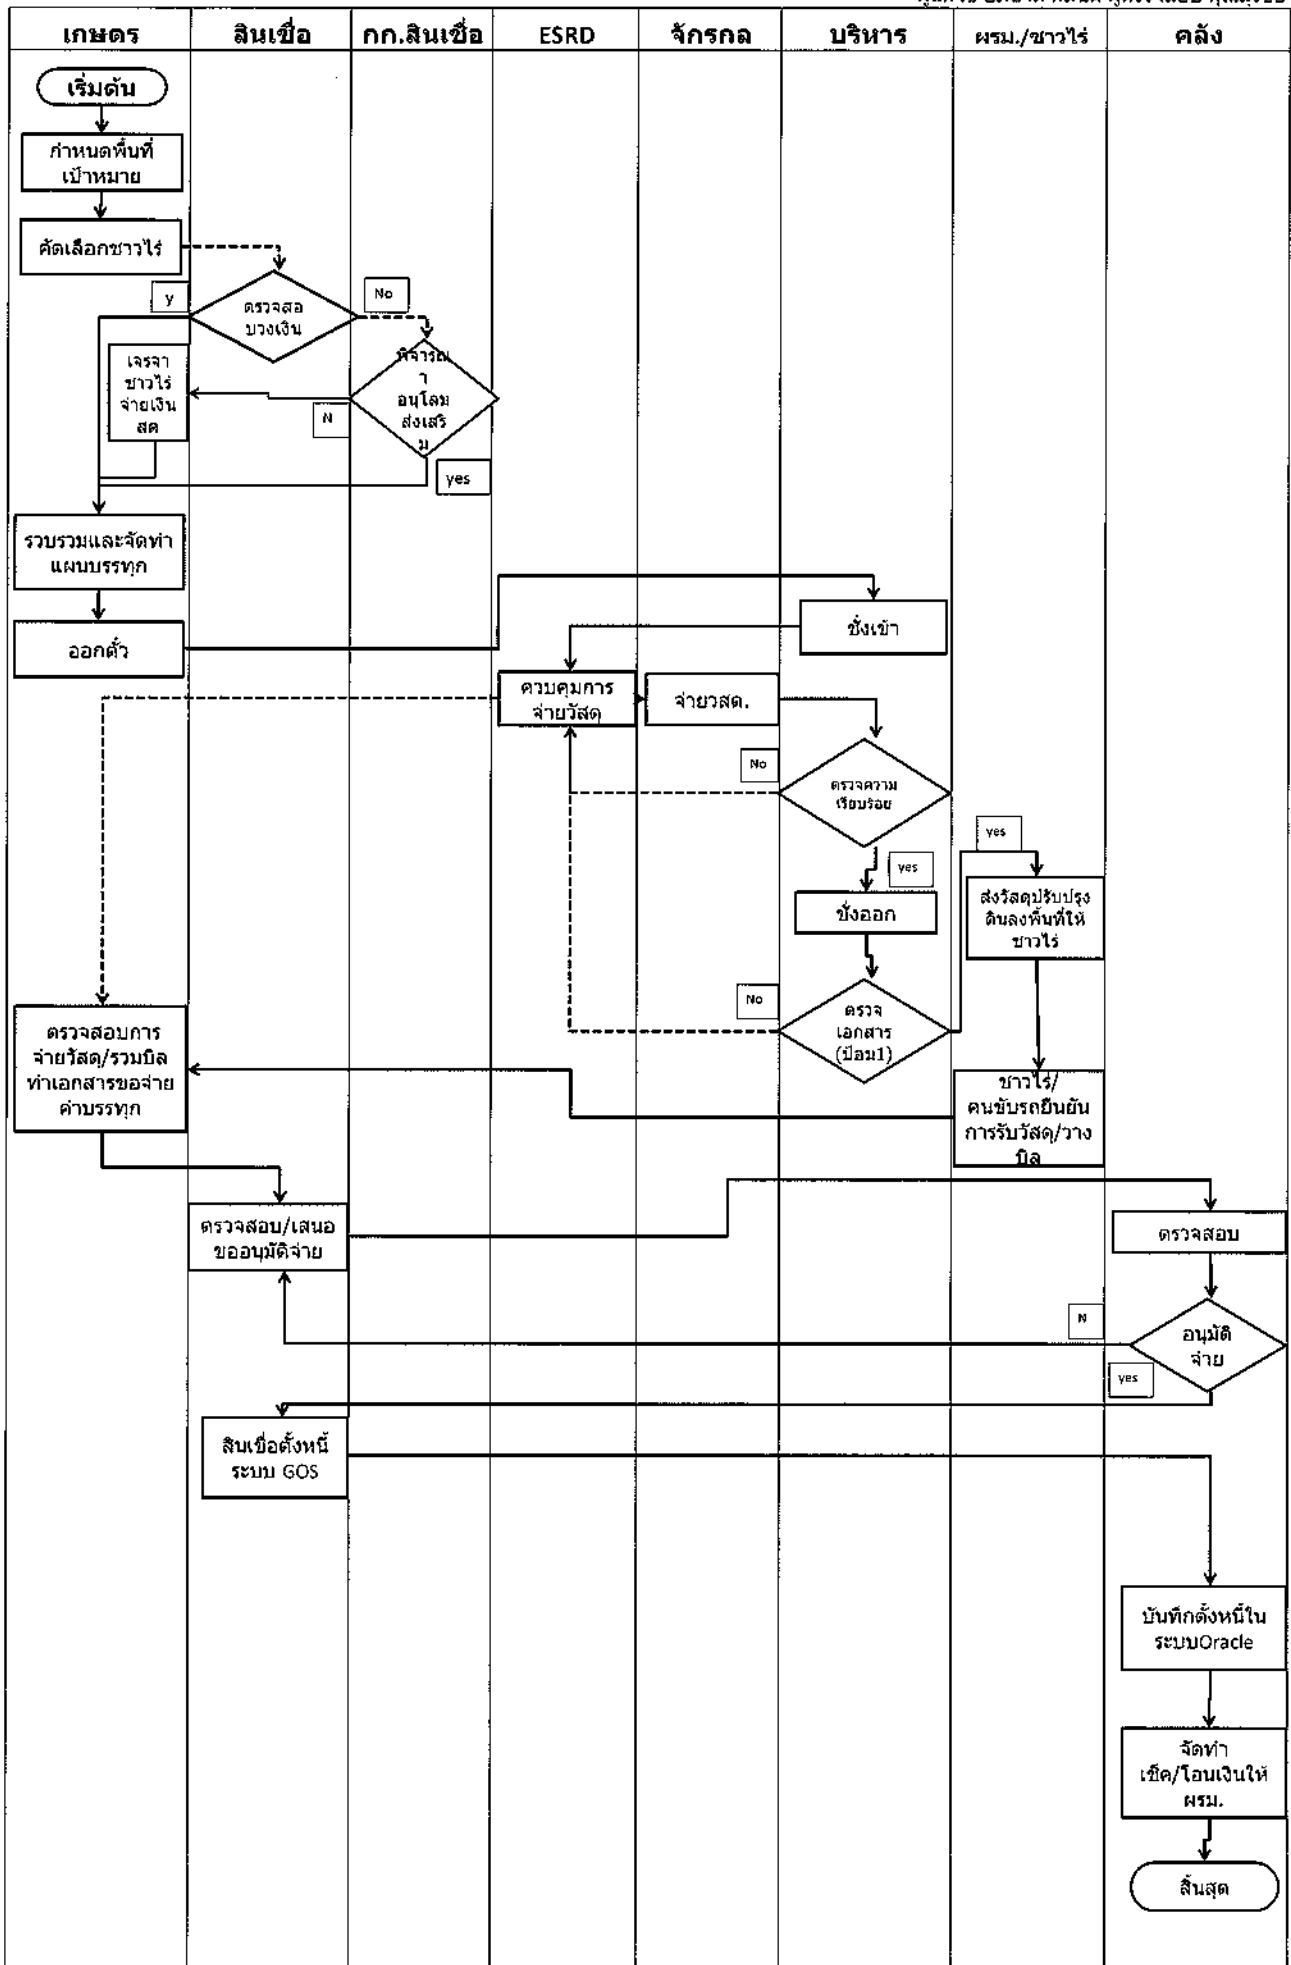 เกษตร
สินเชื่อ
กก.สินเชื่อ
ESRD
จักรกล
บริหาร
ผรม./ชาวไร่
คลัง
เริ่มต้น
กำหนดพื้นที่
เป้าหมาย
คัดเลือกชาวไร่
y
ตรวจสอ
บวงเงิน
No
เจรจา
ชาวไร่
จ่ายเงิน
สด
พิจารณ
า
อนุโลม
ส่งเสริ
ม
N
yes
รวบรวมและจัดทำ
แผนบรรทุก
ออกตั๋ว
ชั่งเข้า
ควบคุมการ
จ่ายวัสดุ
จ่ายวสด.
No
ตรวจความ
เรียบร้อย
yes
yes
ชั่งออก
ส่งวัสดุปรับปรุง
ดินลงพื้นที่ให้
ชาวไร่
No
ตรวจ
เอกสาร
(ป้อม1)
ตรวจสอบการ
จ่ายวัสดุ/รวมบิล
ทำเอกสารขอจ่าย
ค่าบรรทุก
ชาวไร่/
คนขับรถยืนยัน
การรับวัสดุ/วาง
บิล
ตรวจสอบ/เสนอ
ขออนุมัติจ่าย
ตรวจสอบ
N
อนุมัติ
จ่าย
yes
สินเชื่อตั้งหนี้
ระบบ GOS
บันทึกตั้งหนี้ใน
ระบบOracle
จัดทำ
เช็ค/โอนเงินให้
ผรม.
สิ้นสุด